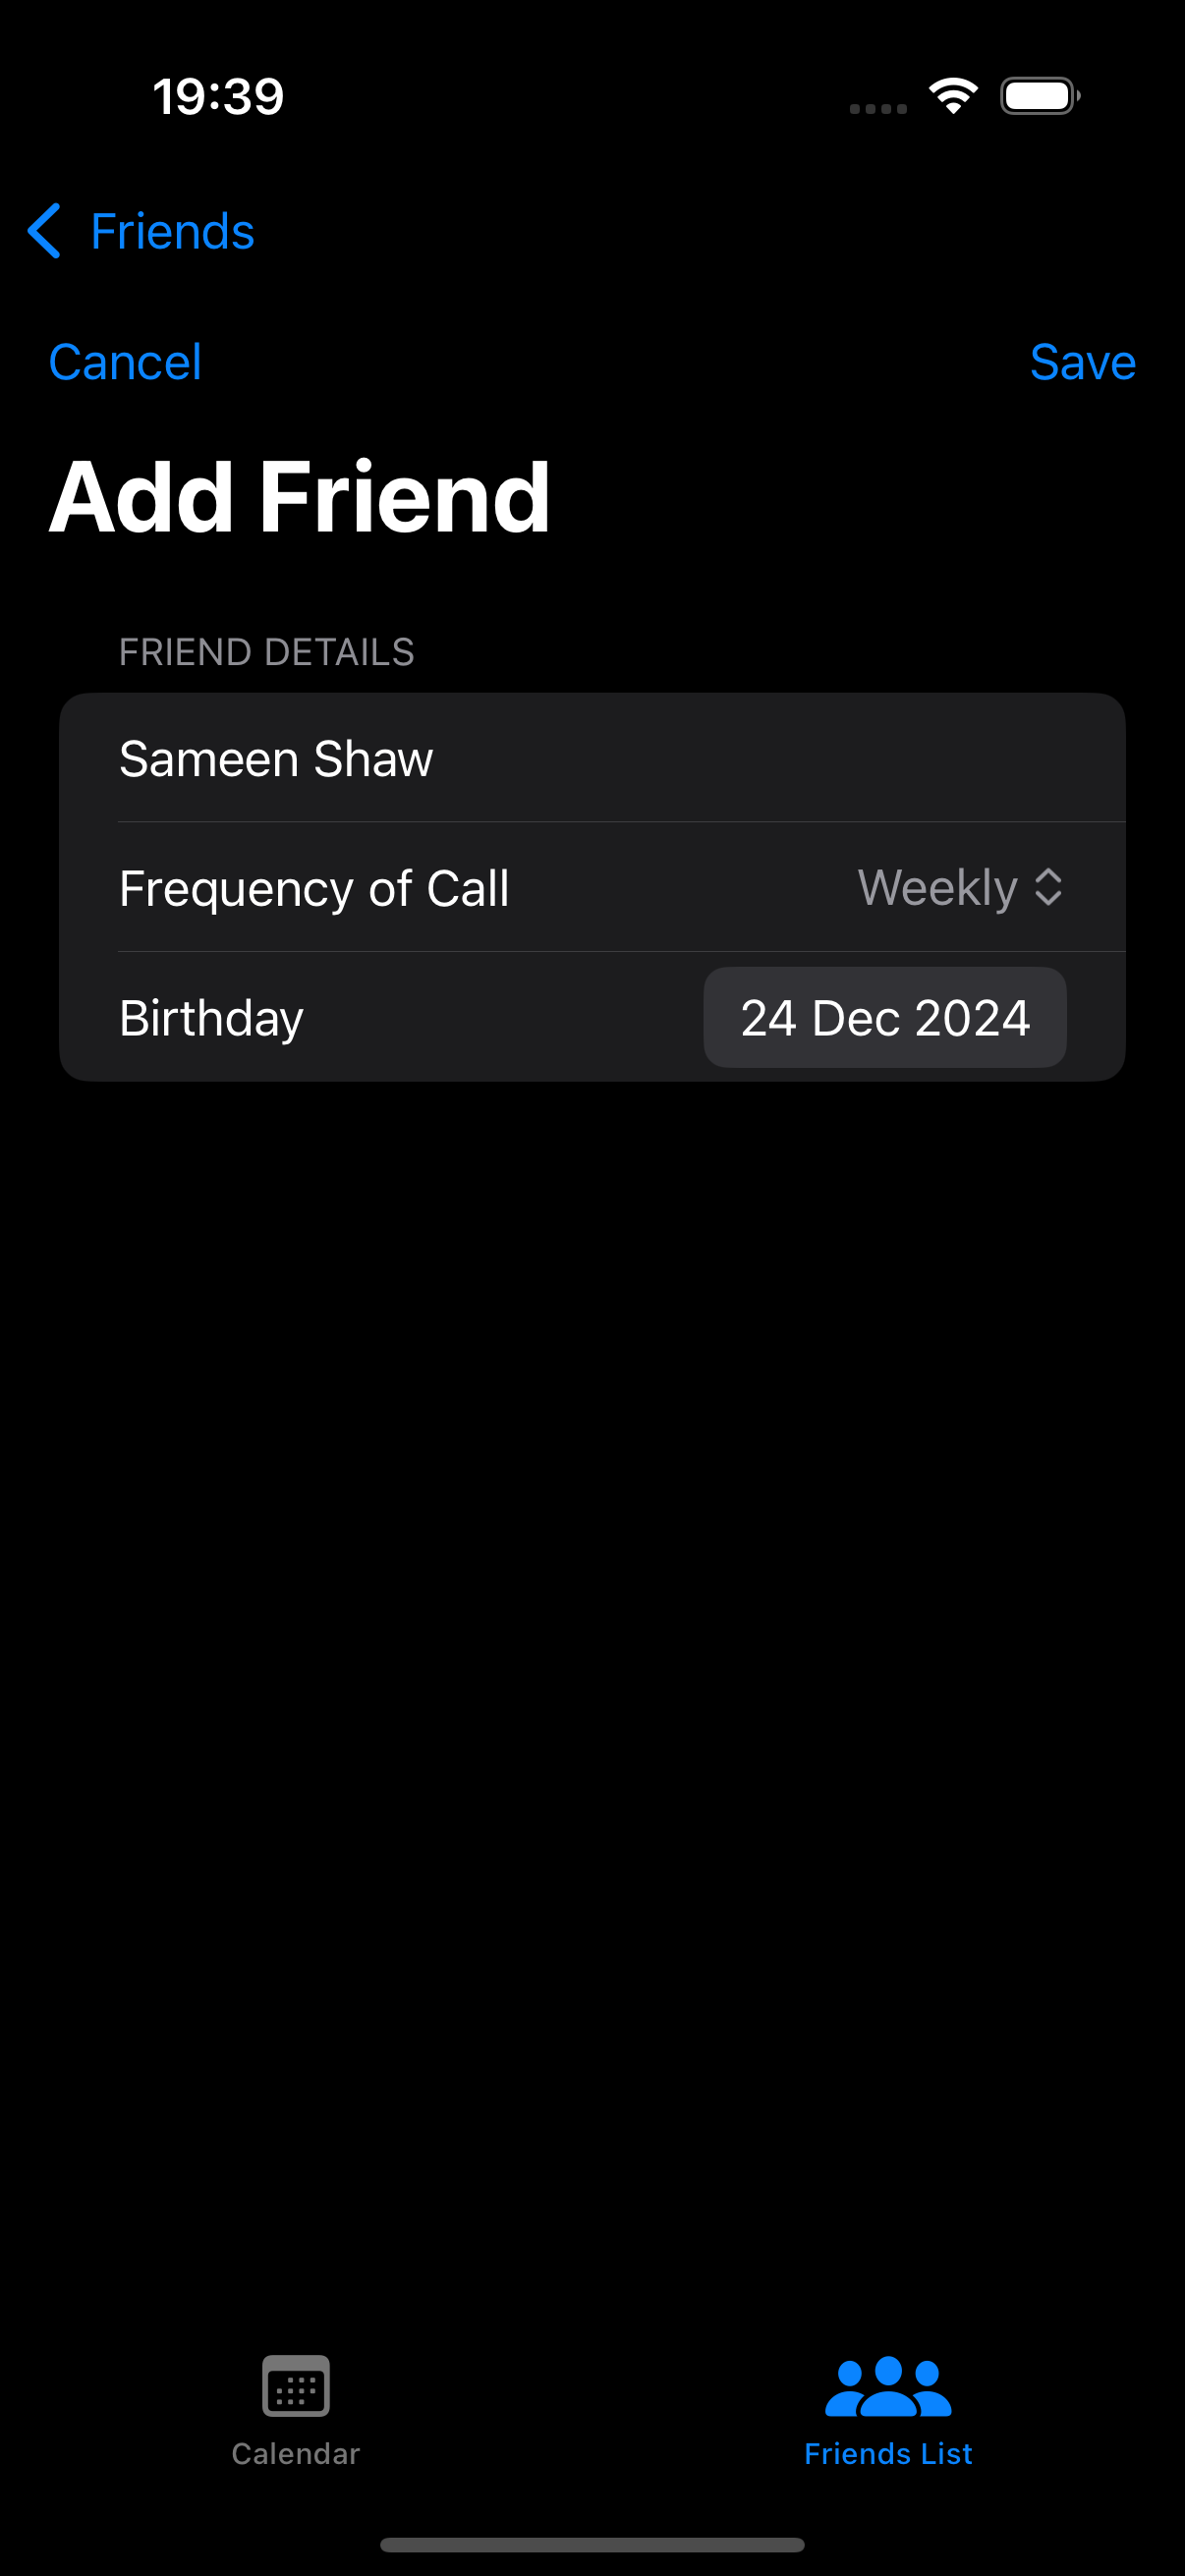 19:39
Friends
Cancel
Save
Add Friend
FRIEND DETAILS
Sameen Shaw
Frequency of Call
Weekly
Birthday
24 Dec 2024
Calendar
Friends List